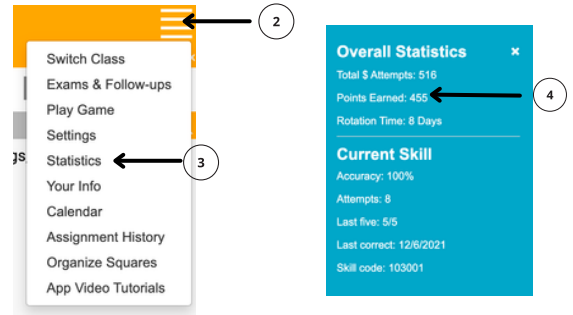 2
Switch Class
Exams & Follow-ups
Play Game
Settings
gs,
Statistics
3
Your Info
Calendar
Assignment History
Organize Squares
App Video Tutorials
Overall Statistics ×
Total $ Attempts: 516
Points Earned: 455
4
Rotation Time: 8 Days
Current Skill
Accuracy: 100%
Attempts: 8
Last five: 5/5
Last correct: 12/6/2021
Skill code: 103001